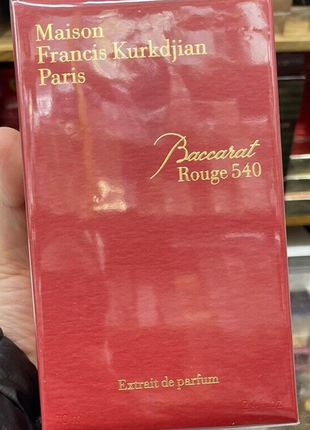 Maison
Francis Kurkdjian
Paris
Baccarat
Rouge 540
Extrait de parfum